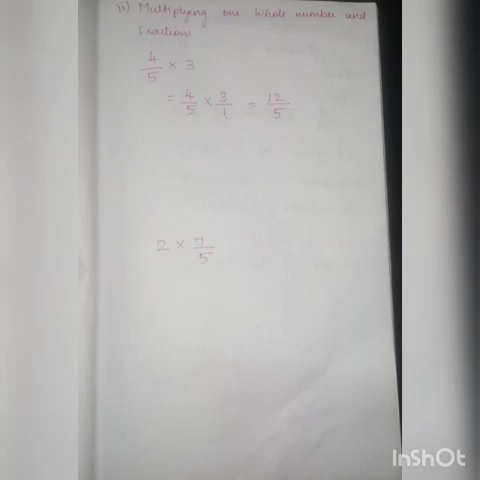 ii) Multiplying one whole number and
Fractions
4/5 × 3
= 4/5 × 3/1 = 12/5
2 × 7/5
InShOt